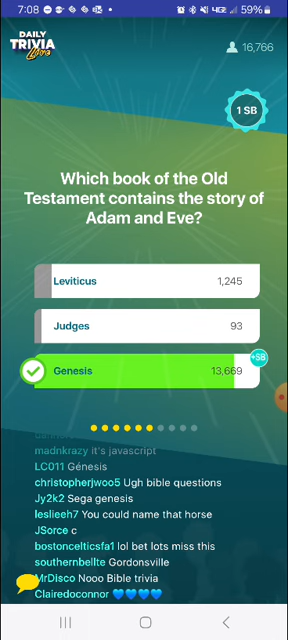 7:08
59%
DAILY
TRIVIA
Live
16,766
1 SB
Which book of the Old
Testament contains the story of
Adam and Eve?
Leviticus 1,245
Judges 93
+SB
Genesis 13,669
madnkrazy it's javascript
LC011 Génesis
christopherjwoo5 Ugh bible questions
Jy2k2 Sega genesis
leslieeh7 You could name that horse
JSorce c
bostoncelticsfa1 lol bet lots miss this
southernbellte Gordonsville
MrDisco Nooo Bible trivia
Clairedoconnor 💙💙💙💙